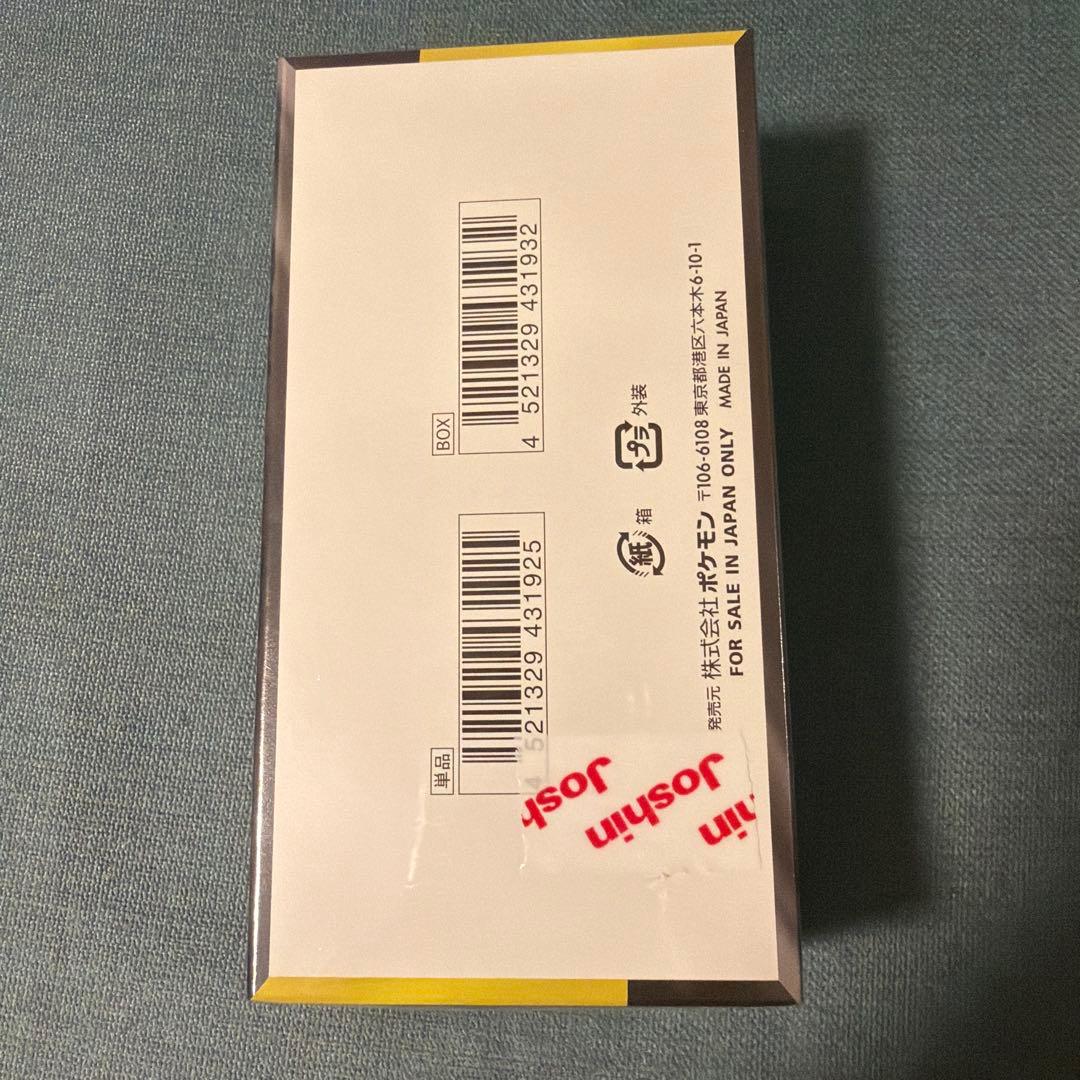 単品
4 521329 431925
BOX
4 521329 431932
紙 箱
プラ 外装
発売元 株式会社ポケモン 〒106-6108 東京都港区六本木6-10-1
FOR SALE IN JAPAN ONLY MADE IN JAPAN
Josh
Joshin
Joshin
hin